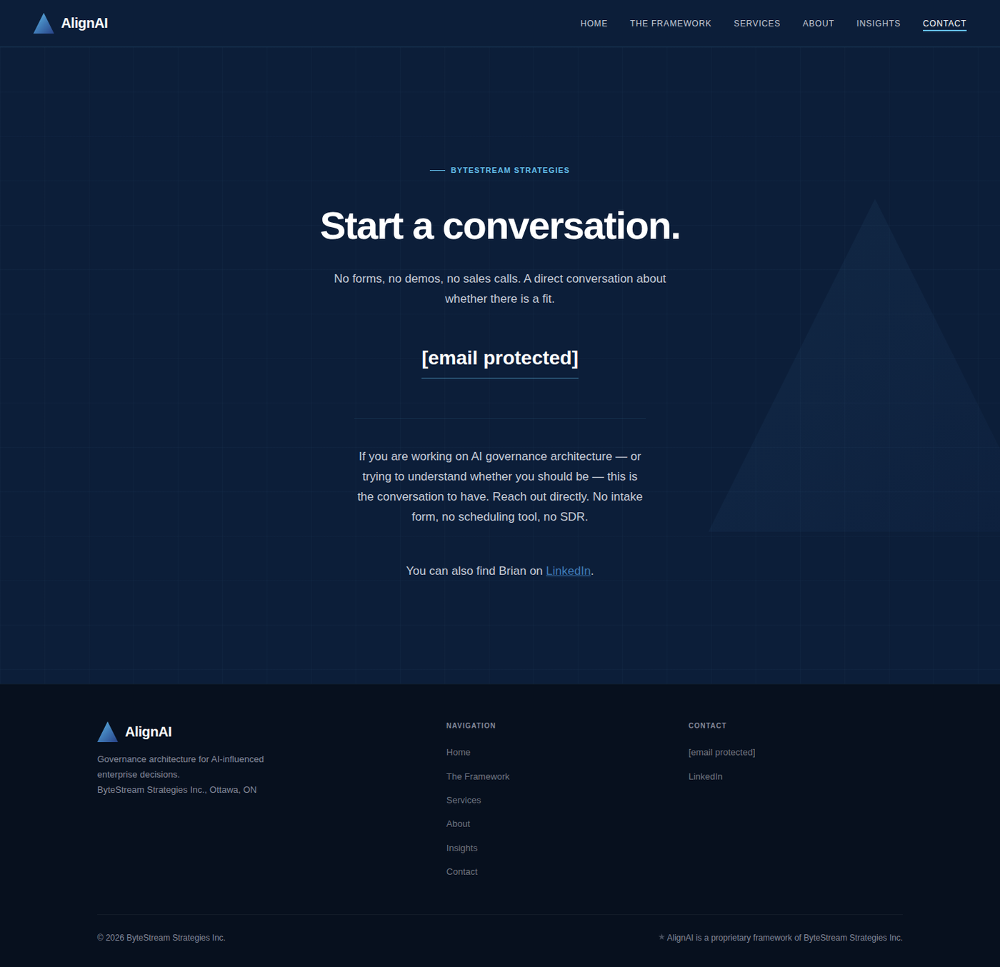 AlignAI
HOME THE FRAMEWORK SERVICES ABOUT INSIGHTS CONTACT
BYTESTREAM STRATEGIES
Start a conversation.
No forms, no demos, no sales calls. A direct conversation about
whether there is a fit.
[email protected]
If you are working on AI governance architecture — or
trying to understand whether you should be — this is
the conversation to have. Reach out directly. No intake
form, no scheduling tool, no SDR.
You can also find Brian on LinkedIn.
AlignAI
Governance architecture for AI-influenced
enterprise decisions.
ByteStream Strategies Inc., Ottawa, ON
NAVIGATION
Home
The Framework
Services
About
Insights
Contact
CONTACT
[email protected]
LinkedIn
© 2026 ByteStream Strategies Inc.
★ AlignAI is a proprietary framework of ByteStream Strategies Inc.